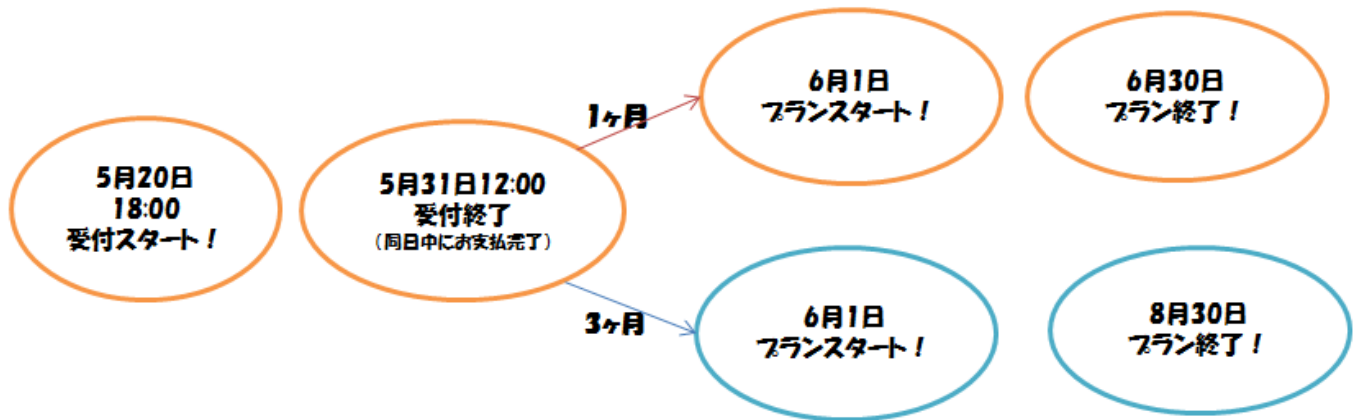 5月20日
18:00
受付スタート！
5月31日12:00
受付終了
（同日中にお支払完了）
1ヶ月
6月1日
プランスタート！
6月30日
プラン終了！
3ヶ月
6月1日
プランスタート！
8月30日
プラン終了！